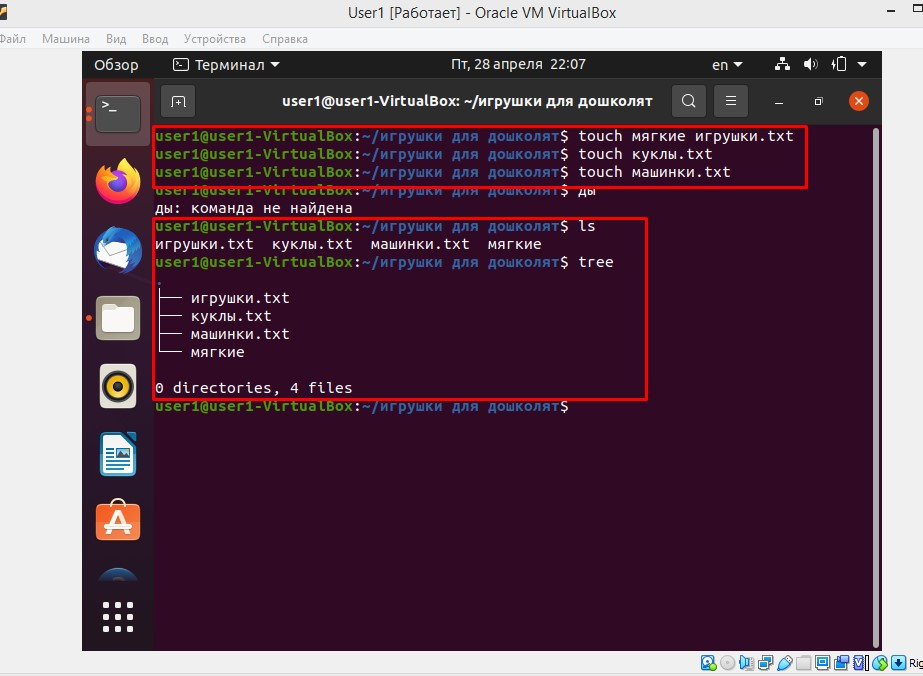 User1 [Работает] - Oracle VM VirtualBox
Файл Машина Вид Ввод Устройства Справка
Обзор Терминал Пт, 28 апреля 22:07 en
user1@user1-VirtualBox: ~/игрушки для дошколят
user1@user1-VirtualBox:~/игрушки для дошколят$ touch мягкие игрушки.txt
user1@user1-VirtualBox:~/игрушки для дошколят$ touch куклы.txt
user1@user1-VirtualBox:~/игрушки для дошколят$ touch машинки.txt
user1@user1-VirtualBox:~/игрушки для дошколят$ ды
ды: команда не найдена
user1@user1-VirtualBox:~/игрушки для дошколят$ ls
игрушки.txt куклы.txt машинки.txt мягкие
user1@user1-VirtualBox:~/игрушки для дошколят$ tree
.
├── игрушки.txt
├── куклы.txt
├── машинки.txt
└── мягкие
0 directories, 4 files
user1@user1-VirtualBox:~/игрушки для дошколят$